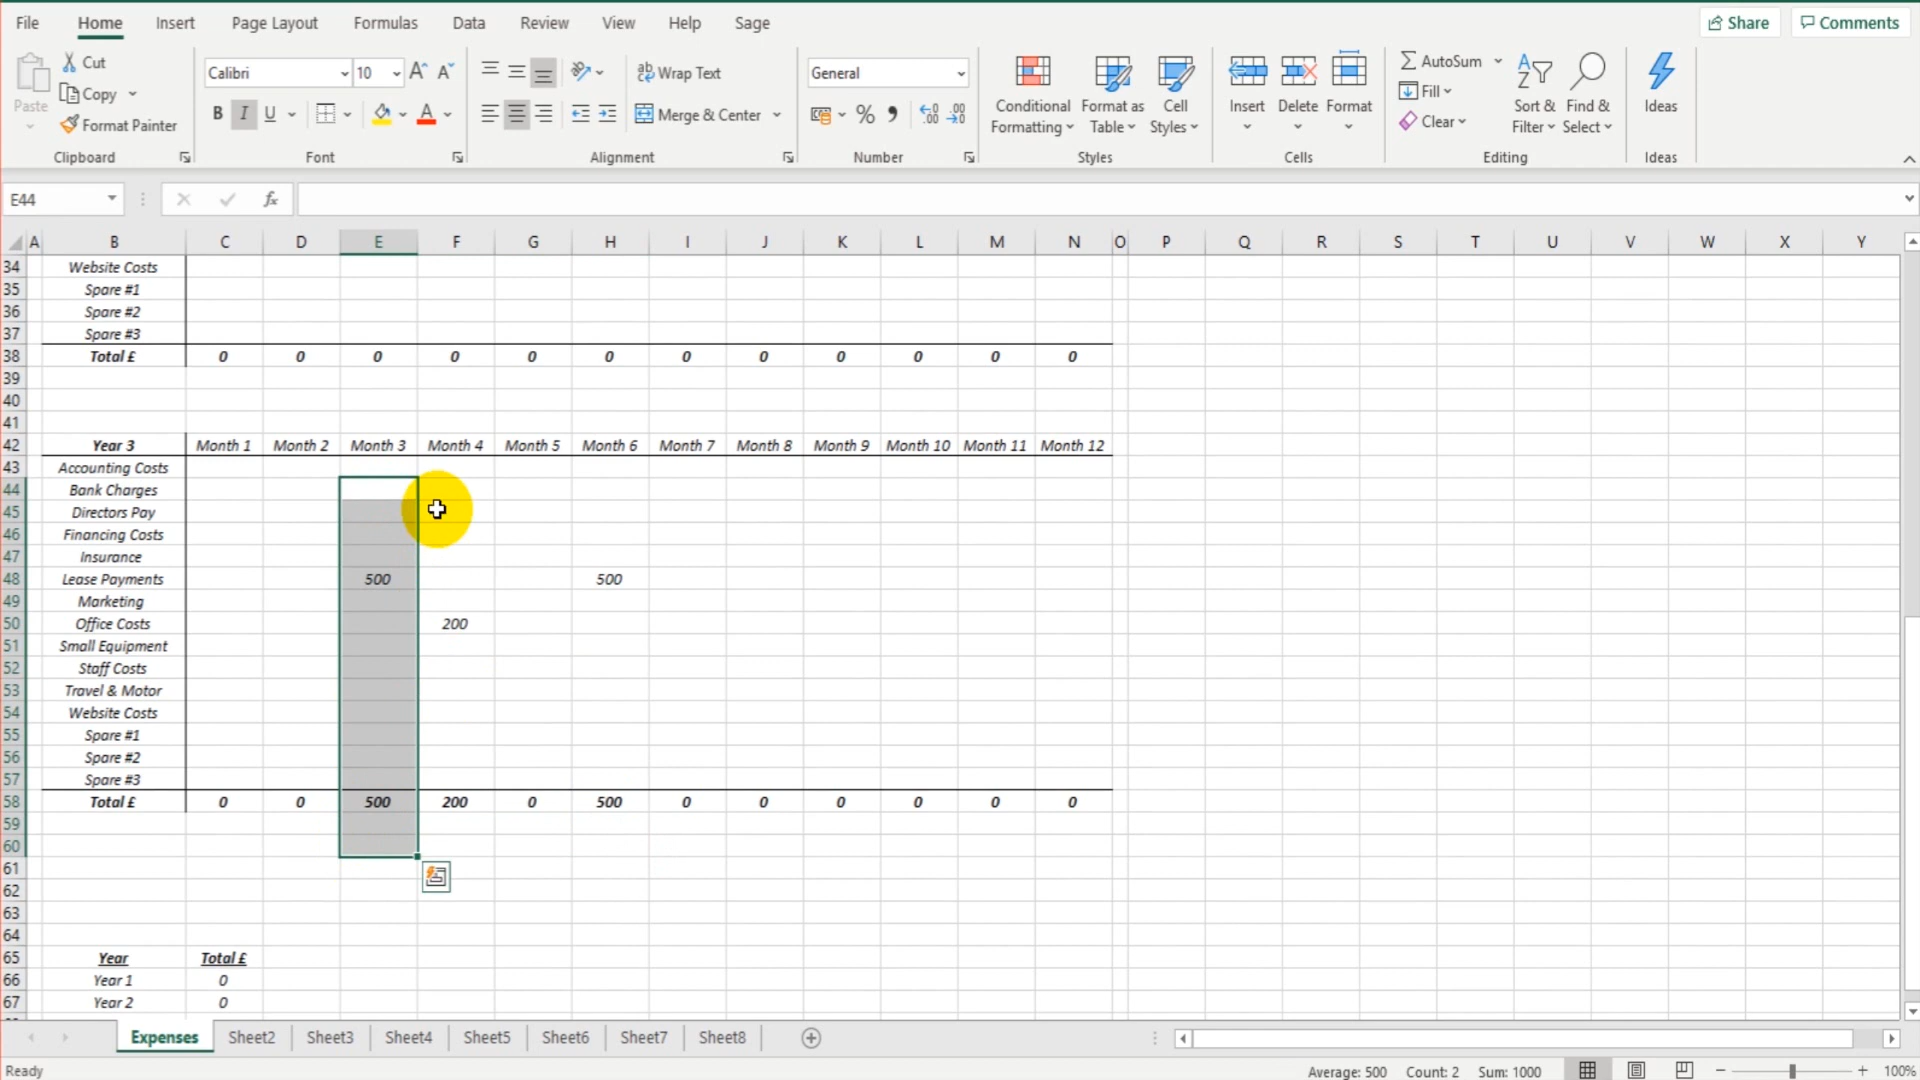 File Home Insert Page Layout Formulas Data Review View Help Sage Share Comments
Paste Cut Copy Format Painter Clipboard
Calibri 10 A A B I U A Font
Wrap Text Merge & Center Alignment
General % , .00 Number
Conditional Formatting Format as Table Cell Styles Styles
Insert Delete Format Cells
AutoSum Fill Clear Sort & Filter Find & Select Editing
Ideas Ideas
E44 fx
A B C D E F G H I J K L M N O P Q R S T U V W X Y
34 Website Costs
35 Spare #1
36 Spare #2
37 Spare #3
38 Total £ 0 0 0 0 0 0 0 0 0 0 0 0
39
40
41
42 Year 3 Month 1 Month 2 Month 3 Month 4 Month 5 Month 6 Month 7 Month 8 Month 9 Month 10 Month 11 Month 12
43 Accounting Costs
44 Bank Charges
45 Directors Pay
46 Financing Costs
47 Insurance
48 Lease Payments 500 500
49 Marketing
50 Office Costs 200
51 Small Equipment
52 Staff Costs
53 Travel & Motor
54 Website Costs
55 Spare #1
56 Spare #2
57 Spare #3
58 Total £ 0 0 500 200 0 500 0 0 0 0 0 0
59
60
61
62
63
64
65 Year Total £
66 Year 1 0
67 Year 2 0
Expenses Sheet2 Sheet3 Sheet4 Sheet5 Sheet6 Sheet7 Sheet8
Ready Average: 500 Count: 2 Sum: 1000 100%